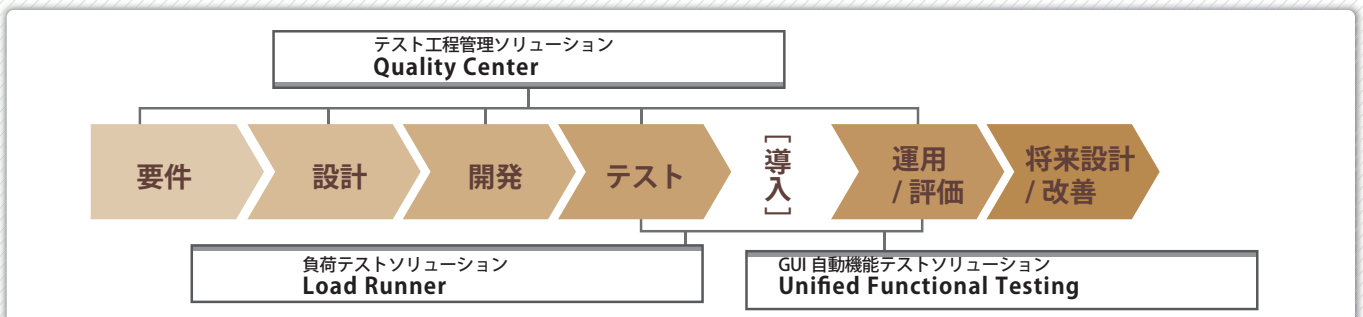 テスト工程管理ソリューション
Quality Center
要件
設計
開発
テスト
[導入]
運用
/ 評価
将来設計
/ 改善
負荷テストソリューション
Load Runner
GUI 自動機能テストソリューション
Unified Functional Testing